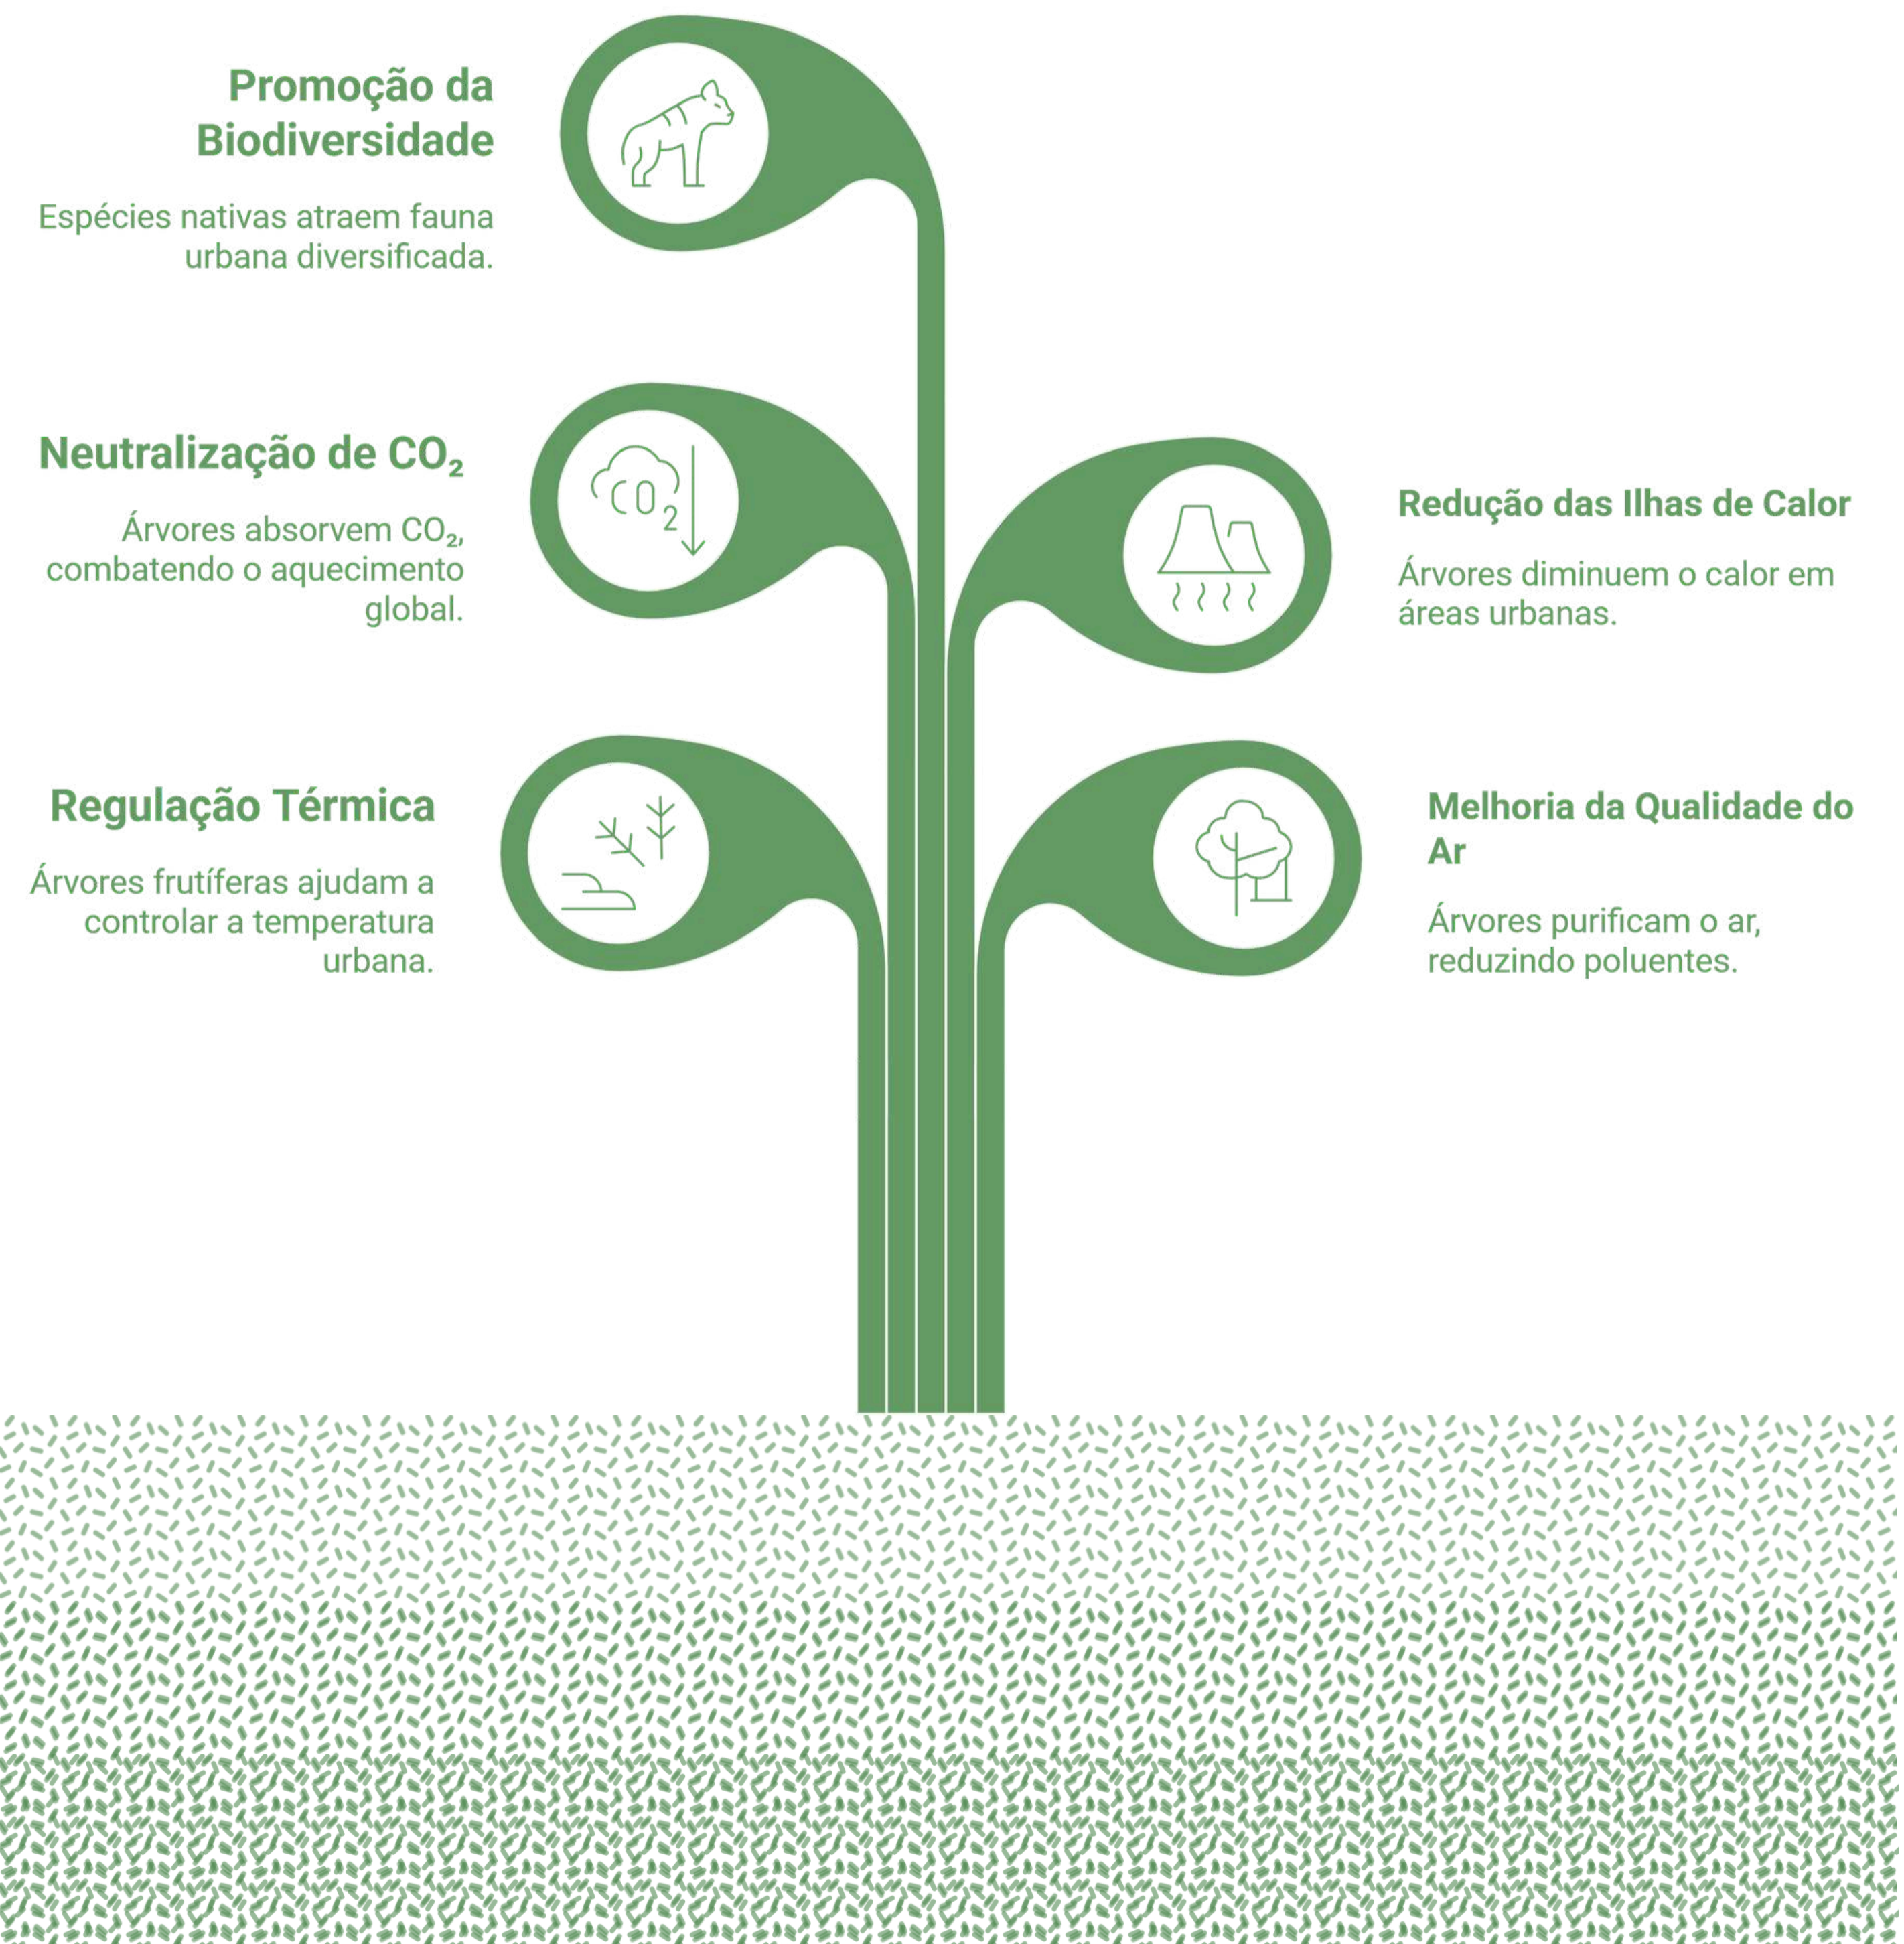 Promoção da
Biodiversidade
Espécies nativas atraem fauna
urbana diversificada.
Neutralização de CO₂
Árvores absorvem CO₂,
combatendo o aquecimento
global.
CO
2
Redução das Ilhas de Calor
Árvores diminuem o calor em
áreas urbanas.
Regulação Térmica
Árvores frutíferas ajudam a
controlar a temperatura
urbana.
Melhoria da Qualidade do
Ar
Árvores purificam o ar,
reduzindo poluentes.